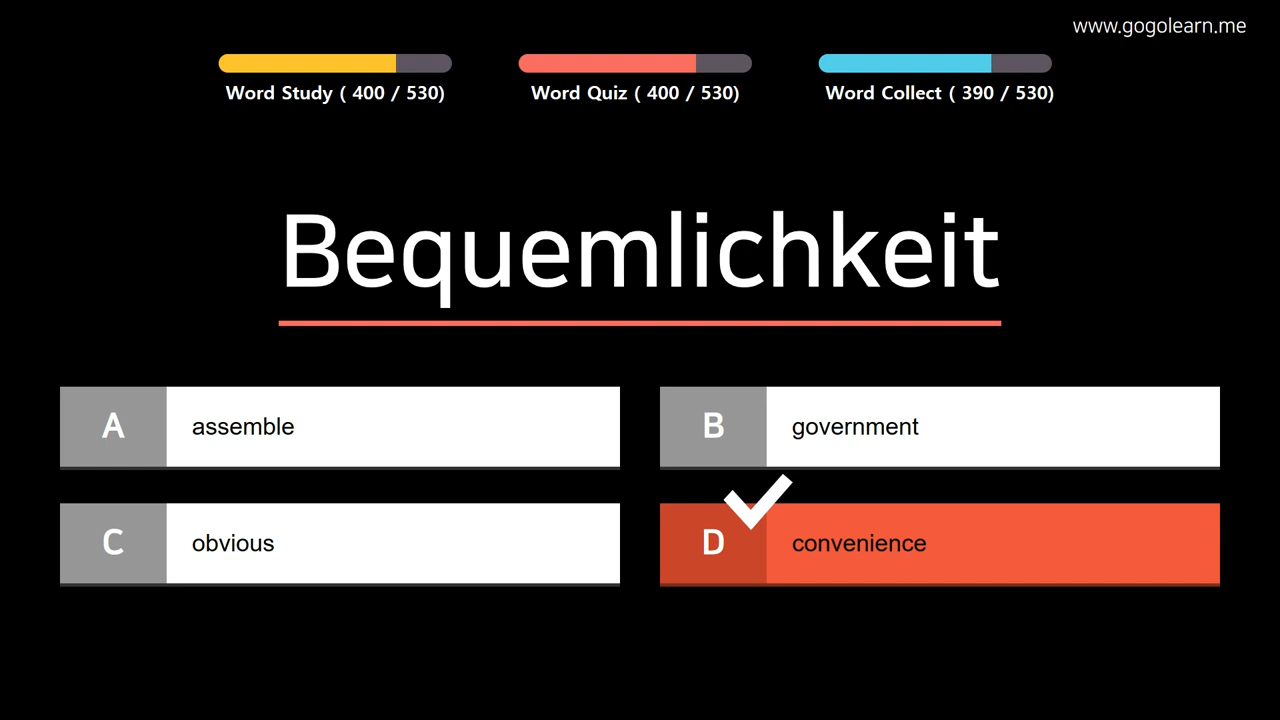 www.gogolearn.me
Word Study ( 400 / 530)
Word Quiz ( 400 / 530)
Word Collect ( 390 / 530)
Bequemlichkeit
A
assemble
B
government
C
obvious
D
convenience